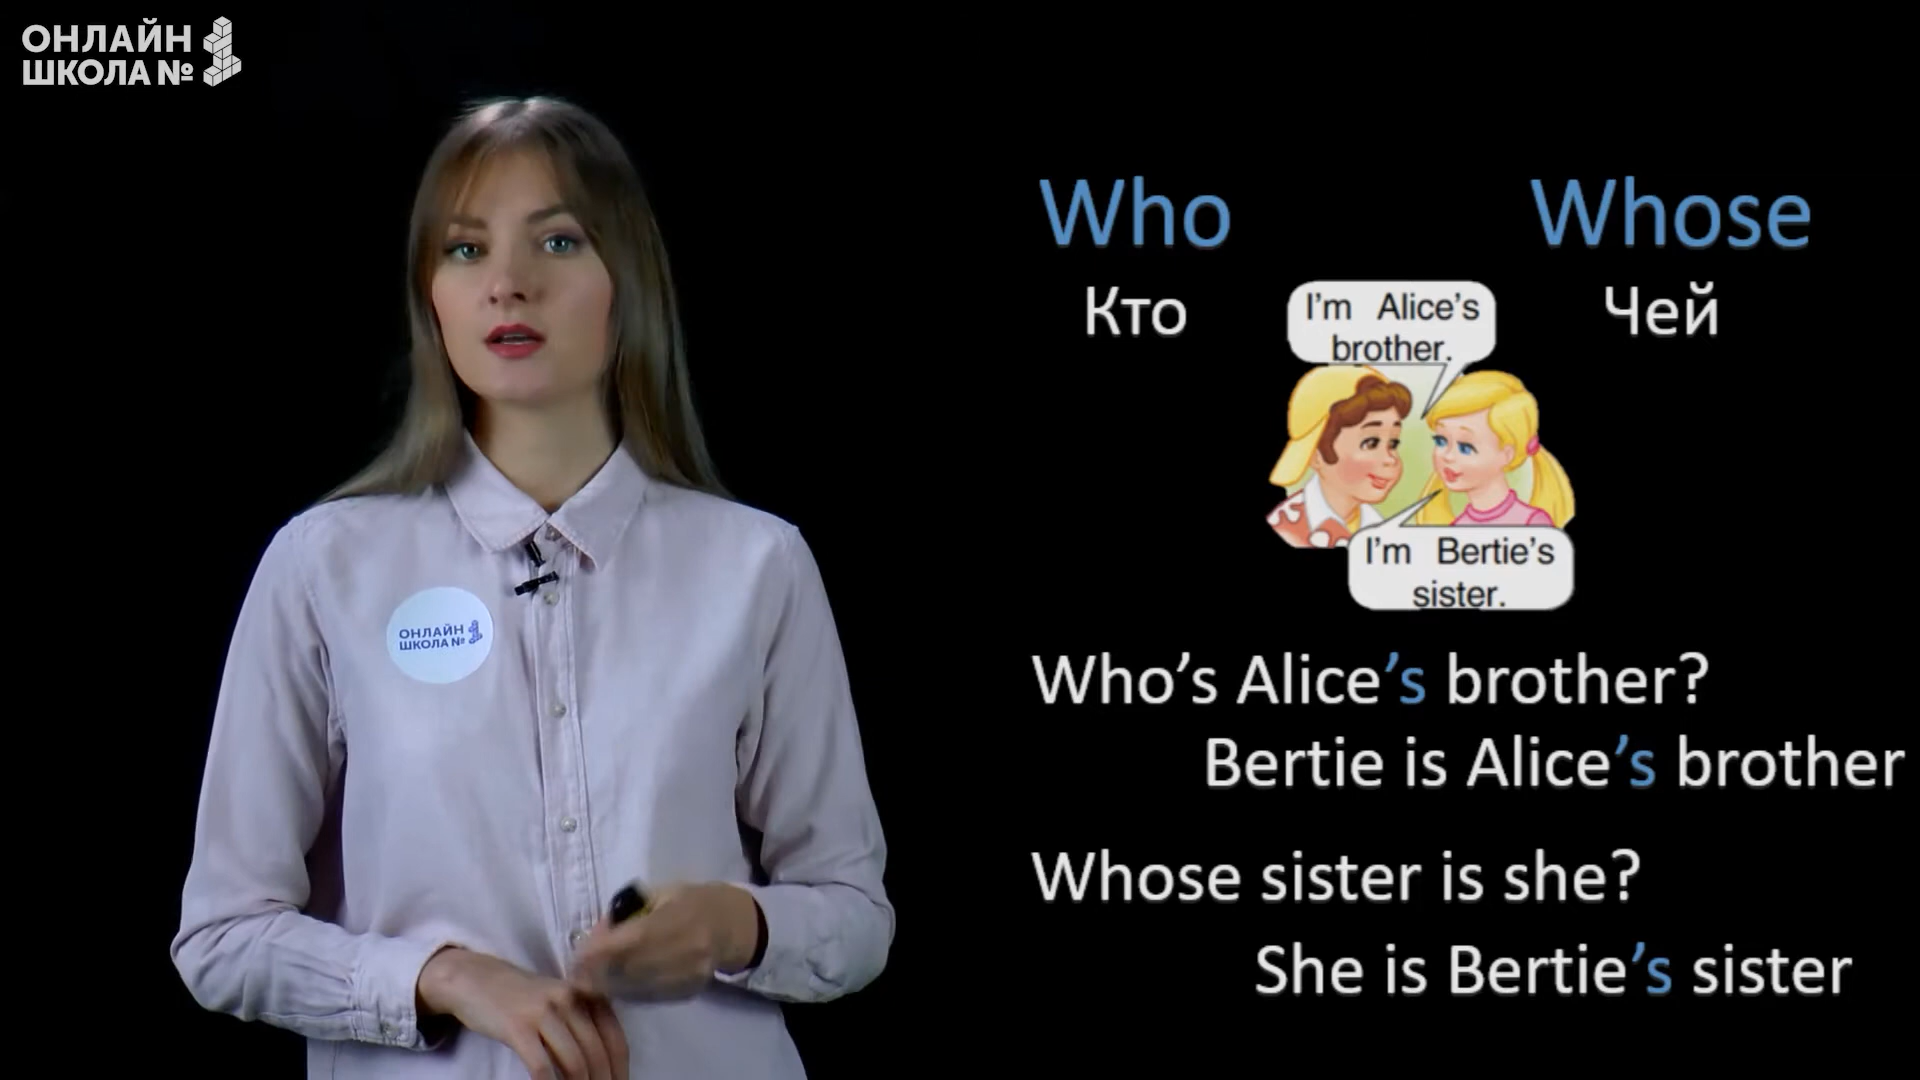 ОНЛАЙН
ШКОЛА №
Who
Whose
Кто
Чей
I’m Alice’s
brother.
I’m Bertie’s
sister.
ОНЛАЙН
ШКОЛА №
Who’s Alice’s brother?
Bertie is Alice’s brother
Whose sister is she?
She is Bertie’s sister